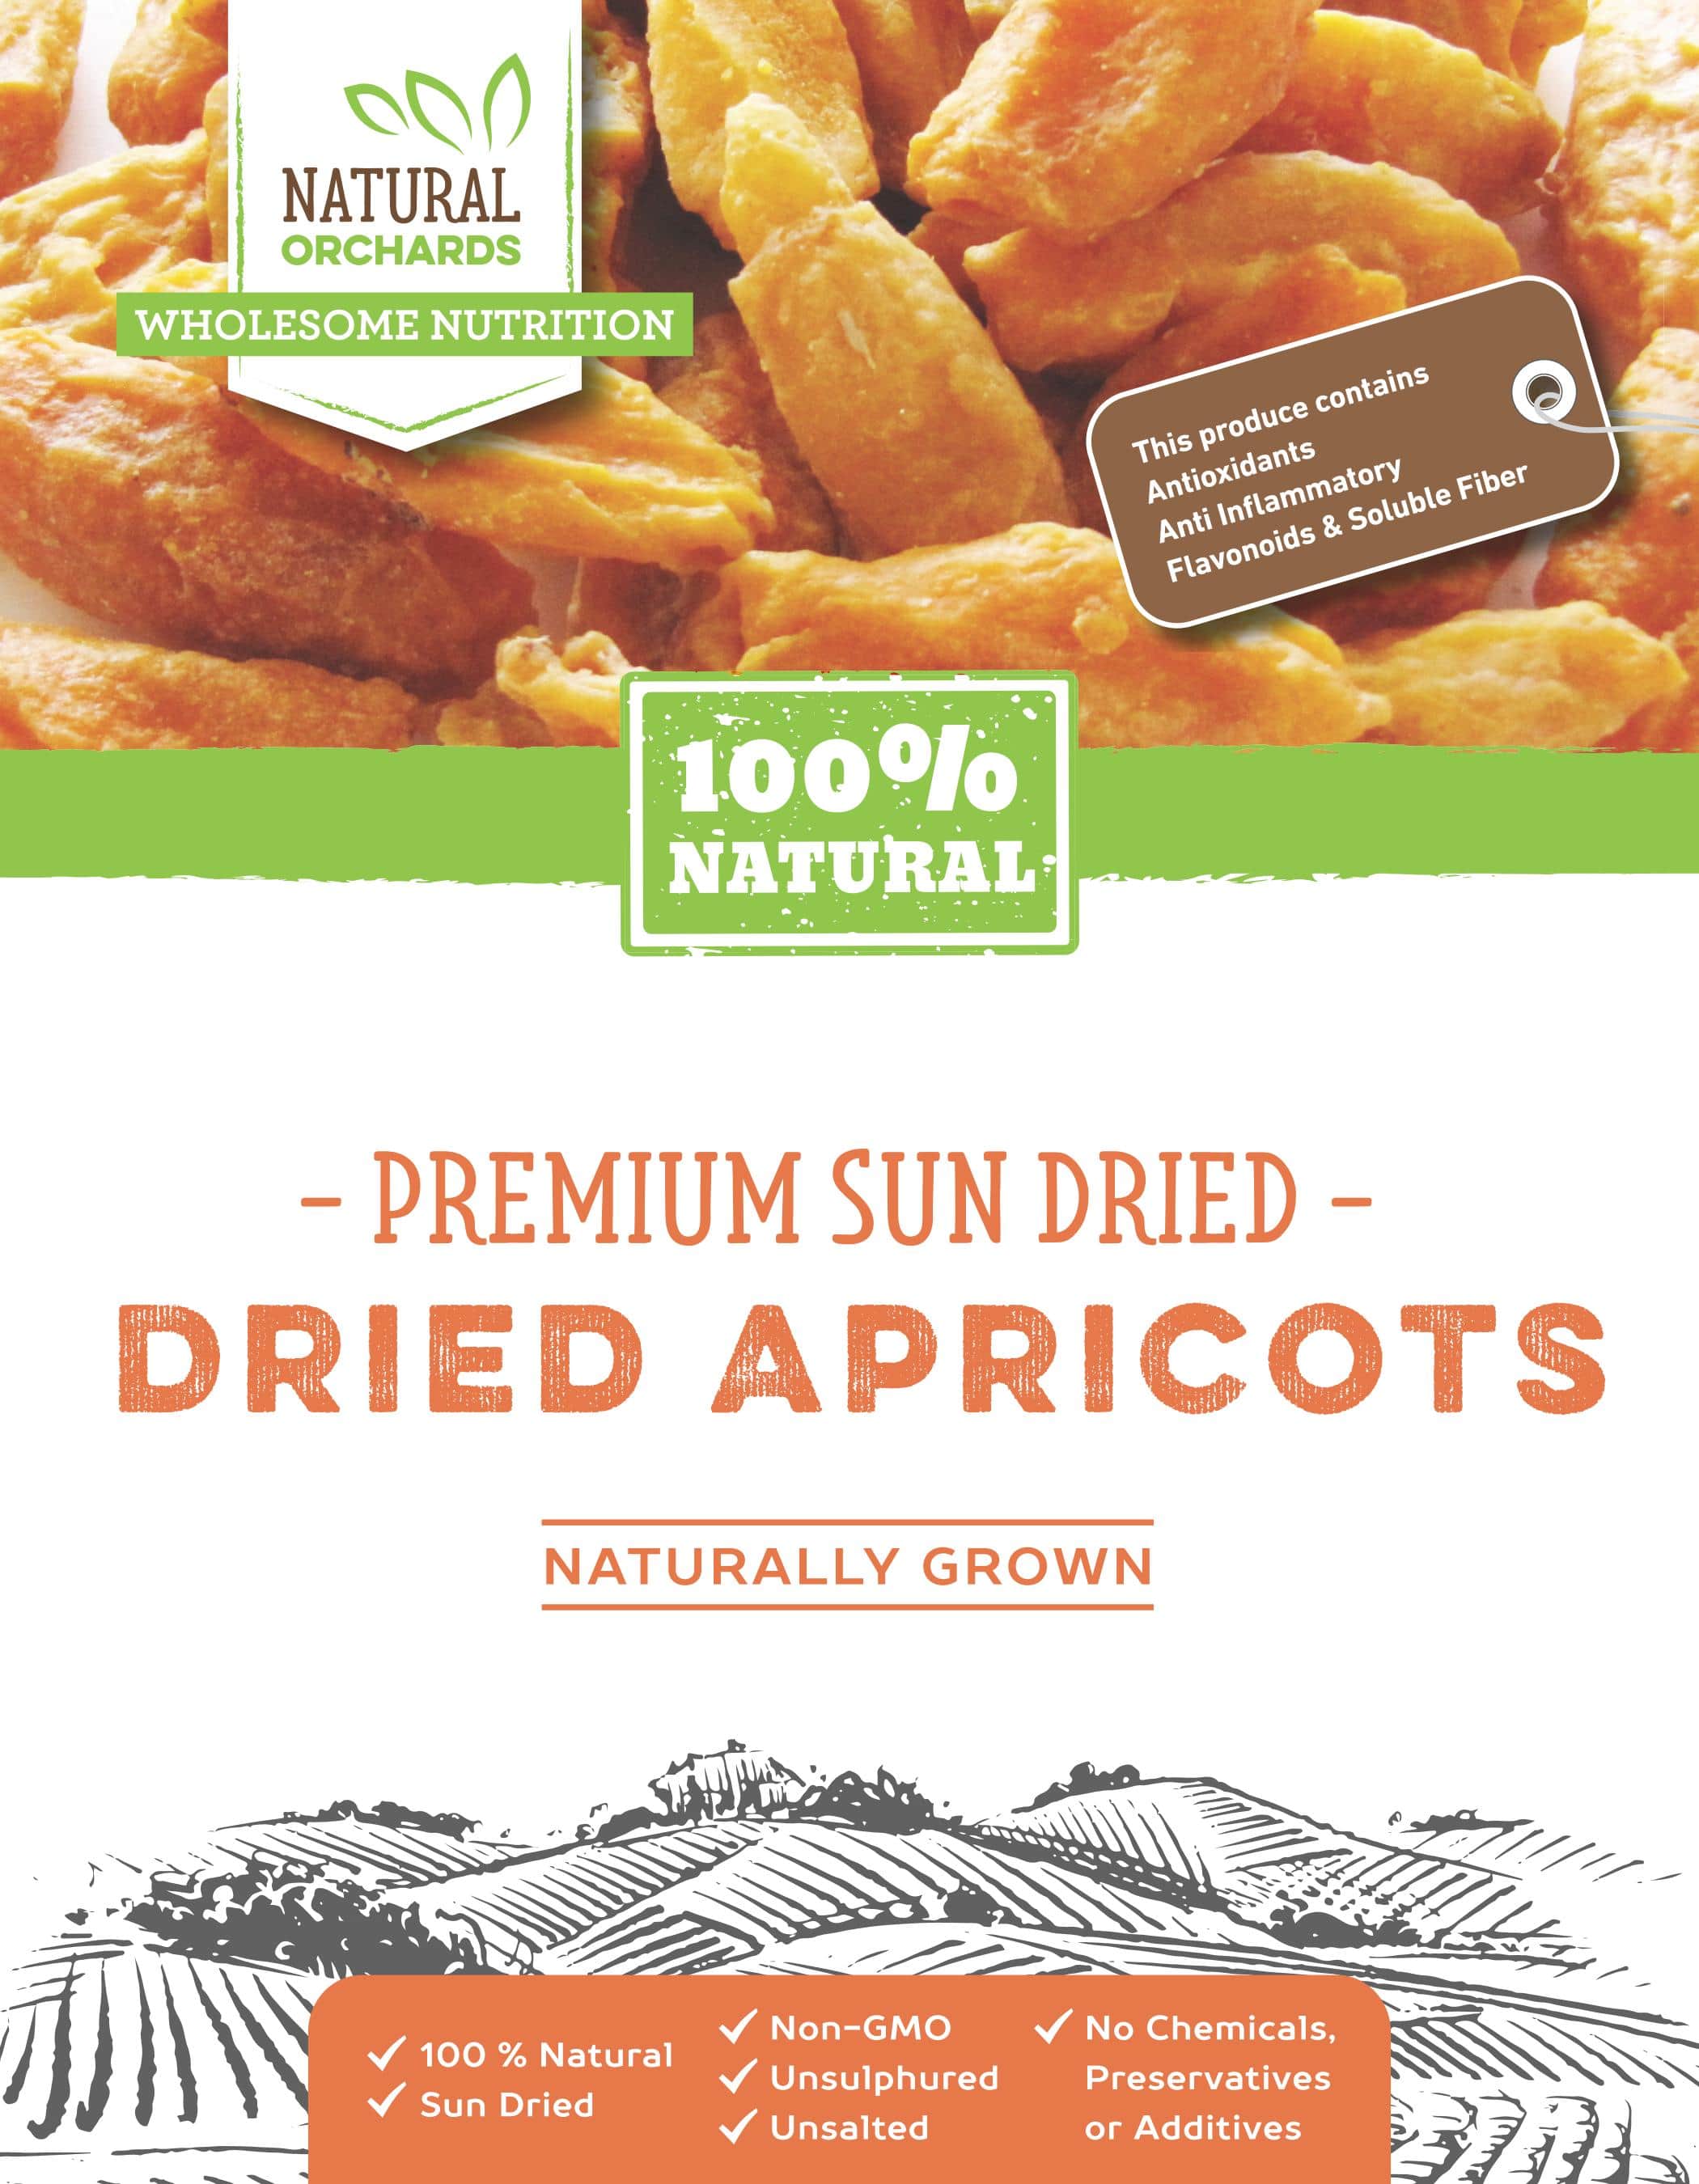 NATURAL
ORCHARDS
WHOLESOME NUTRITION
This produce contains
Antioxidants
Anti Inflammatory
Flavonoids & Soluble Fiber
100%
NATURAL
- PREMIUM SUN DRIED -
DRIED APRICOTS
NATURALLY GROWN
100 % Natural
Sun Dried
Non-GMO
Unsulphured
Unsalted
No Chemicals,
Preservatives
or Additives